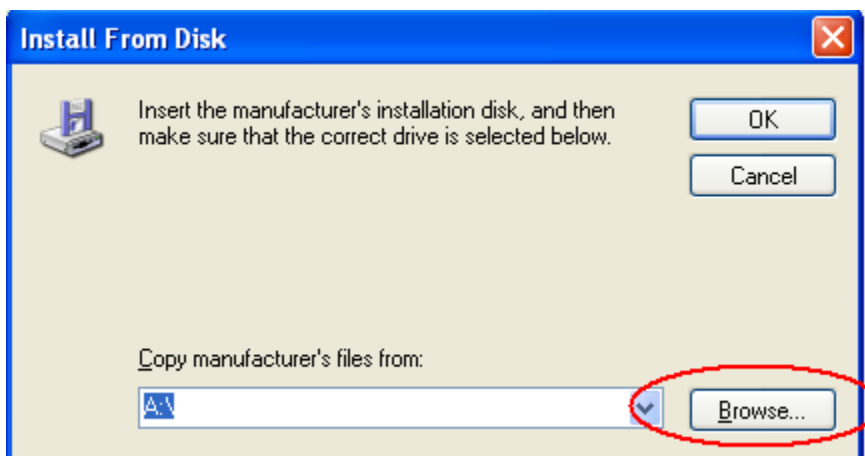 Install From Disk
Insert the manufacturer's installation disk, and then
make sure that the correct drive is selected below.
OK
Cancel
Copy manufacturer's files from:
A:\
Browse...